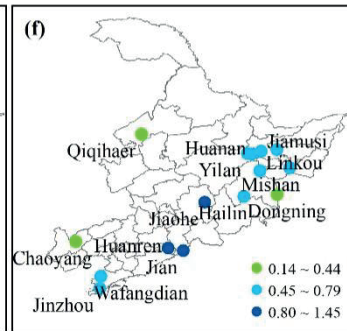 (f)
Qiqihaer
Huanan
Jiamusi
Yilan
Linkou
Mishan
Jiaohe
Hailin
Dongning
Chaoyang
Huanren
Jian
Wafangdian
Jinzhou
0.14 ~ 0.44
0.45 ~ 0.79
0.80 ~ 1.45